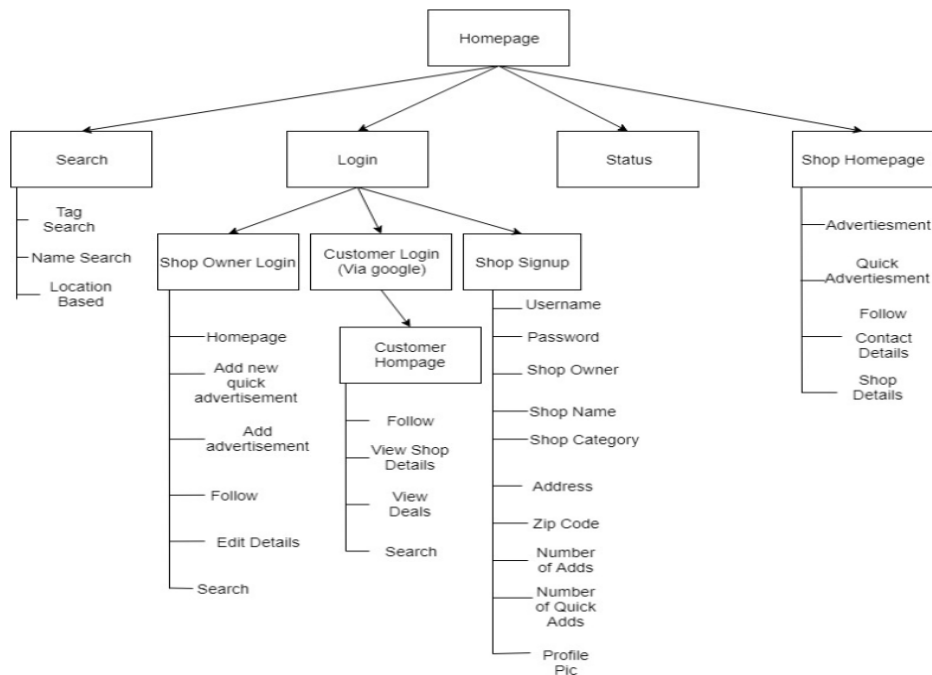 Homepage
Search
Login
Status
Shop Homepage
Tag
Search
Name Search
Location
Based
Shop Owner Login
Customer Login
(Via google)
Shop Signup
Homepage
Add new
quick
advertisement
Add
advertisement
Follow
Edit Details
Search
Customer
Hompage
Follow
View Shop
Details
View
Deals
Search
Username
Password
Shop Owner
Shop Name
Shop Category
Address
Zip Code
Number
of Adds
Number
of Quick
Adds
Profile
Pic
Advertiesment
Quick
Advertiesment
Follow
Contact
Details
Shop
Details